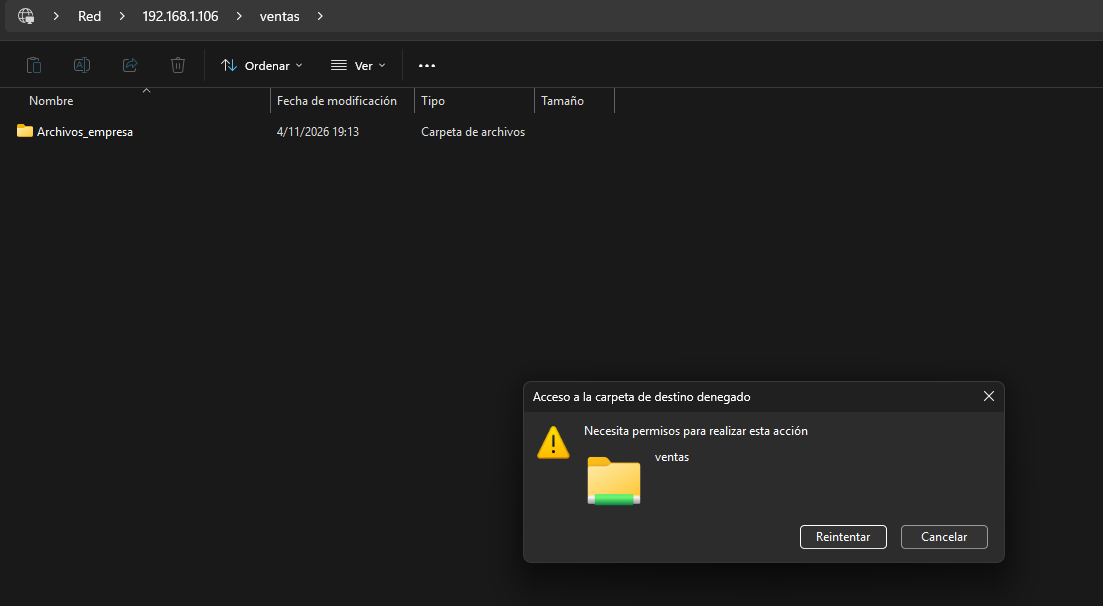 Red 192.168.1.106 ventas
Ordenar Ver
Nombre Fecha de modificación Tipo Tamaño
Archivos_empresa 4/11/2026 19:13 Carpeta de archivos
Acceso a la carpeta de destino denegado
Necesita permisos para realizar esta acción
ventas
Reintentar Cancelar